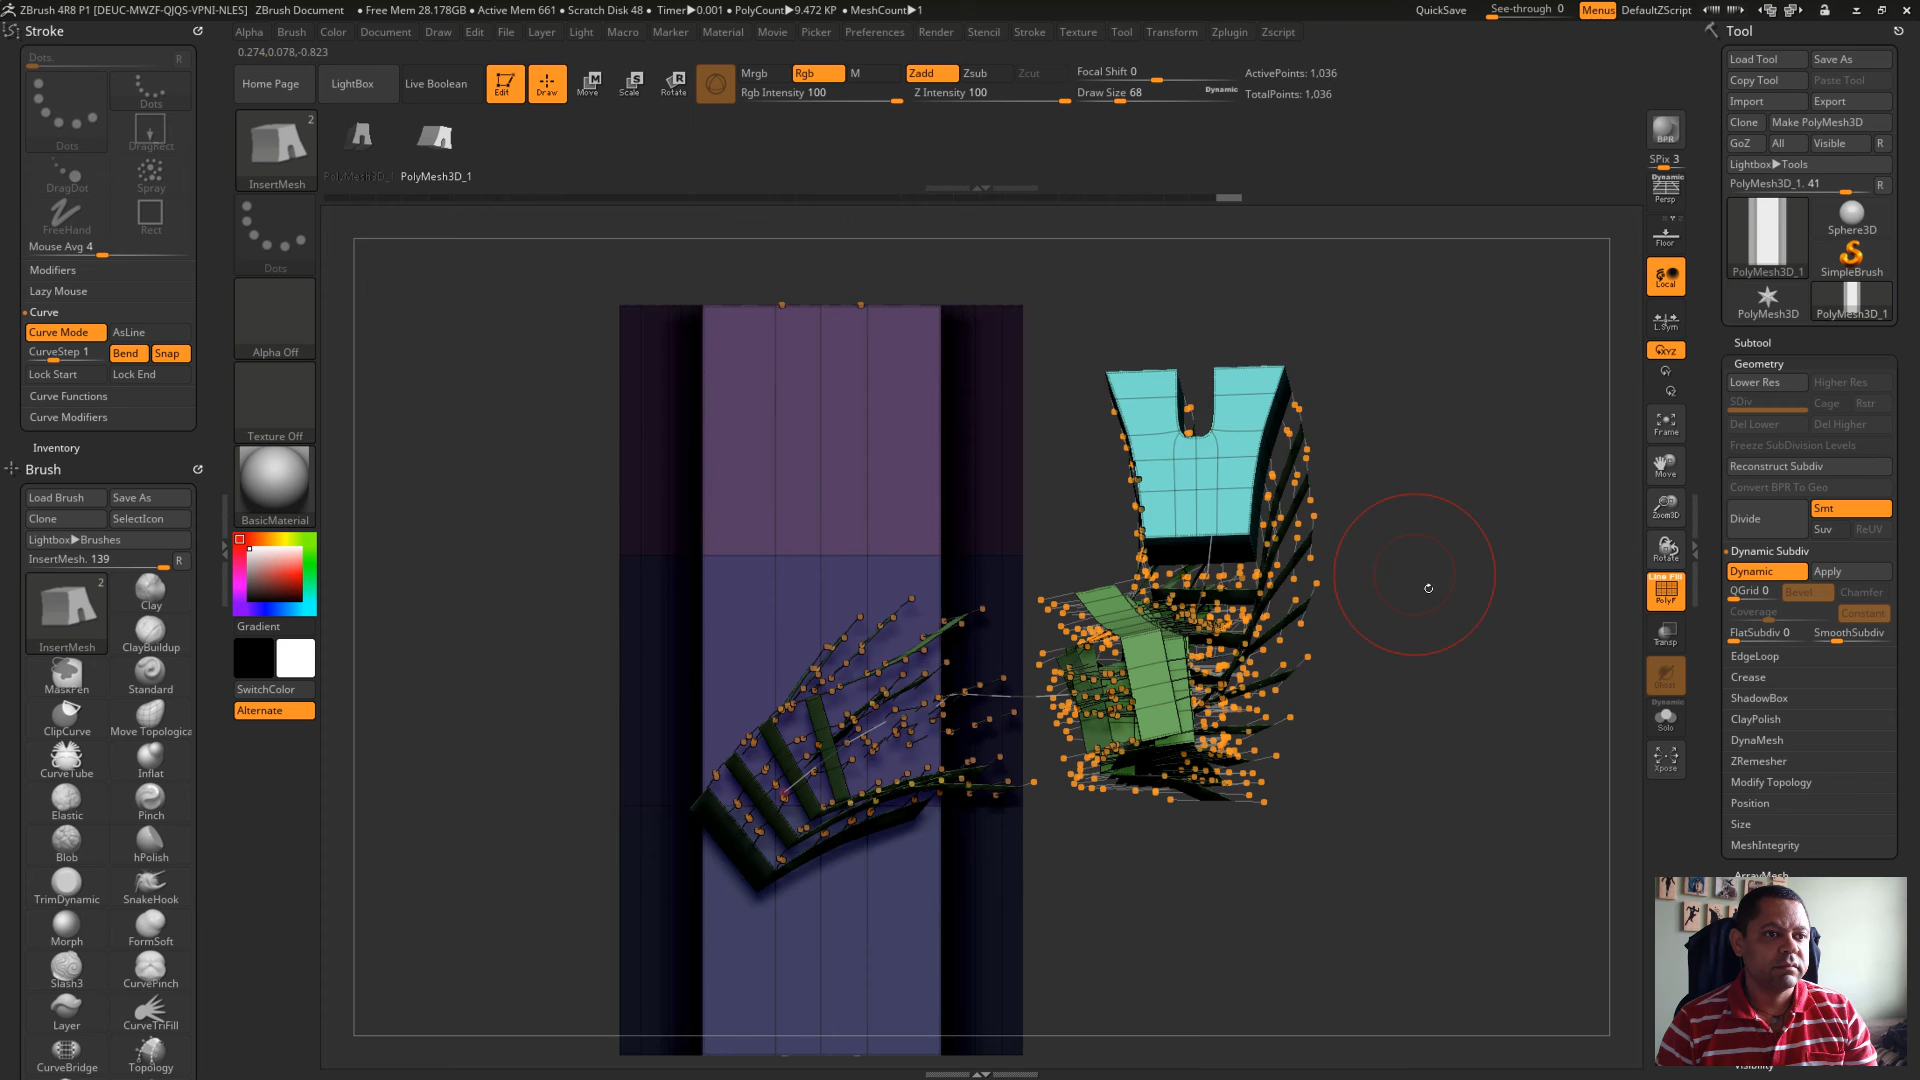 ZBrush 4R8 P1 [DEUC-MWZF-QJQS-VPNI-NLES] ZBrush Document ● Free Mem 28.178GB ● Active Mem 661 ● Scratch Disk 48 ● Timer▶0.001 ● PolyCount▶9.472 KP ● MeshCount▶1 QuickSave See-through 0 Menus DefaultZScript
Stroke
Alpha Brush Color Document Draw Edit File Layer Light Macro Marker Material Movie Picker Preferences Render Stencil Stroke Texture Tool Transform Zplugin Zscript
0.274,0.078,-0.823
Home Page LightBox Live Boolean Edit Draw Move Scale Rotate
Mrgb Rgb M
Rgb Intensity 100
Zadd Zsub Zcut
Z Intensity 100
Focal Shift 0
Draw Size 68 Dynamic
ActivePoints: 1,036
TotalPoints: 1,036
Dots. R
Dots Dots
DragRect
DragDot Spray
FreeHand Rect
Mouse Avg 4
Modifiers
Lazy Mouse
Curve
Curve Mode AsLine
CurveStep 1 Bend Snap
Lock Start Lock End
Curve Functions
Curve Modifiers
Inventory
Brush
Load Brush Save As
Clone SelectIcon
Lightbox▶Brushes
InsertMesh. 139 R
2
InsertMesh Clay
ClayBuildup
MaskPen Standard
ClipCurve Move Topologica
CurveTube Inflat
Elastic Pinch
Blob hPolish
TrimDynamic SnakeHook
Morph FormSoft
Slash3 CurvePinch
Layer CurveTriFill
CurveBridge Topology
2
InsertMesh PolyMesh3D_1 PolyMesh3D_1
Dots
Alpha Off
Texture Off
BasicMaterial
Gradient
SwitchColor
Alternate
BPR
SPix 3
Dynamic
Persp
Floor
Local
L.Sym
XYZ
Frame
Move
Zoom3D
Rotate
Line Fill
PolyF
Transp
Ghost
Dynamic
Solo
Xpose
Tool
Load Tool Save As
Copy Tool Paste Tool
Import Export
Clone Make PolyMesh3D
GoZ All Visible R
Lightbox▶Tools
PolyMesh3D_1. 41 R
Sphere3D
PolyMesh3D_1 SimpleBrush
PolyMesh3D PolyMesh3D_1
Subtool
Geometry
Lower Res Higher Res
SDiv Cage Rstr
Del Lower Del Higher
Freeze SubDivision Levels
Reconstruct Subdiv
Convert BPR To Geo
Divide Smt
Suv ReUV
Dynamic Subdiv
Dynamic Apply
QGrid 0 Bevel Chamfer
Coverage Constant
FlatSubdiv 0 SmoothSubdiv
EdgeLoop
Crease
ShadowBox
ClayPolish
DynaMesh
ZRemesher
Modify Topology
Position
Size
MeshIntegrity
ArrayMesh
Visibility